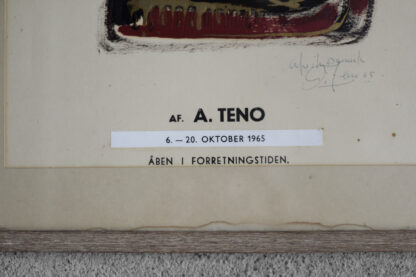 AF. A. TENO
6. — 20. OKTOBER 1965
ÅBEN I FORRETNINGSTIDEN.